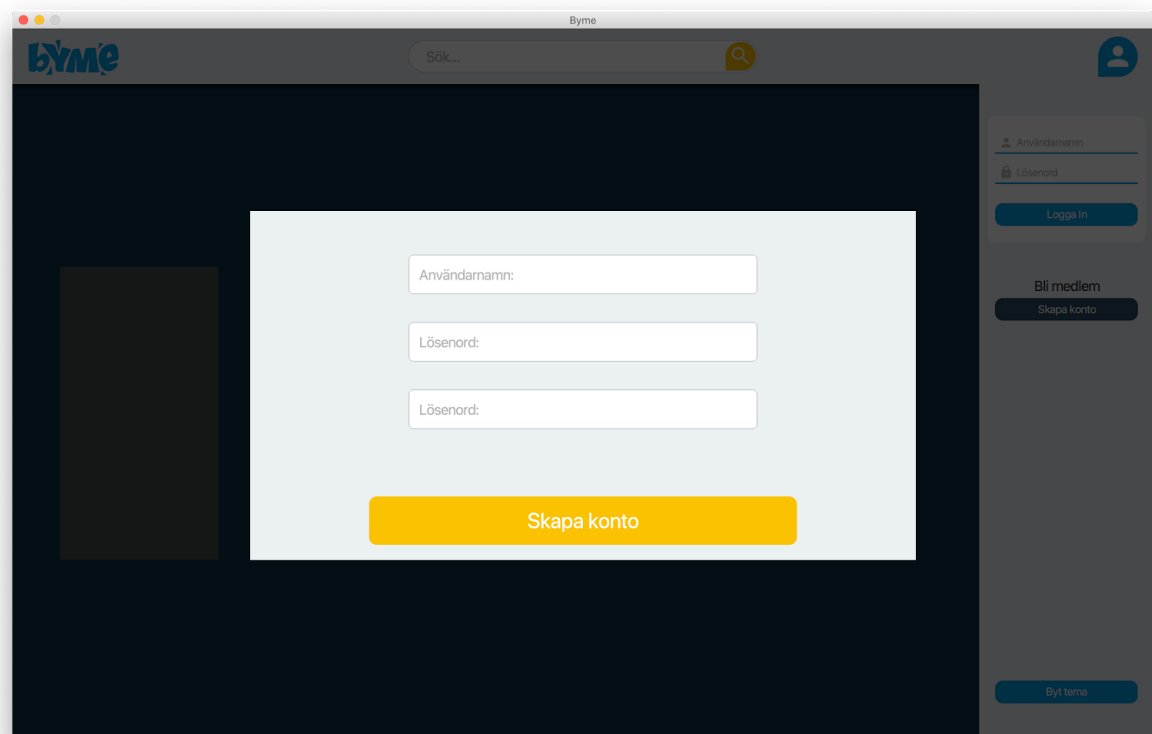 Byme
byme
Sök...
Användarnamn
Lösenord
Logga In
Bli medlem
Skapa konto
Användarnamn:
Lösenord:
Lösenord:
Skapa konto
Byt tema